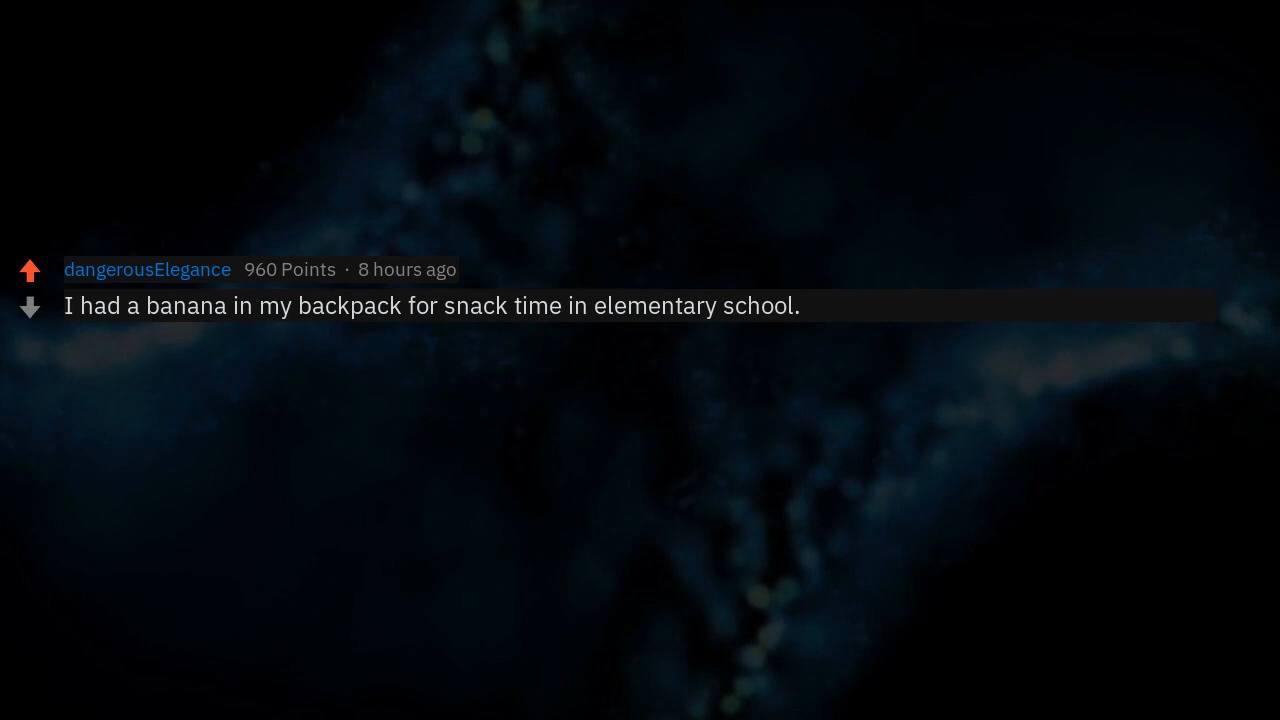 dangerousElegance 960 Points · 8 hours ago
I had a banana in my backpack for snack time in elementary school.